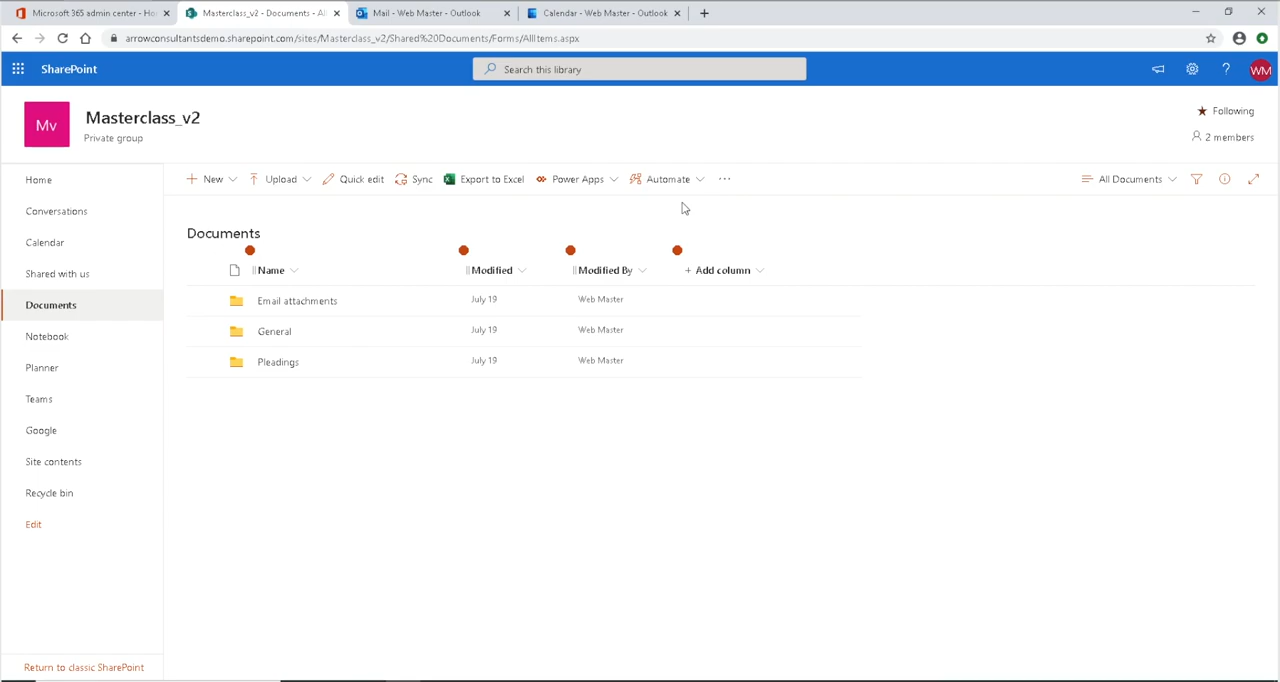 Microsoft 365 admin center - Ho
Masterclass_v2 - Documents - Al
Mail - Web Master - Outlook
Calendar - Web Master - Outlook
arrowconsultantsdemo.sharepoint.com/sites/Masterclass_v2/Shared%20Documents/Forms/AllItems.aspx
SharePoint
Search this library
?
WM
Mv
Masterclass_v2
Private group
Following
2 members
Home
Conversations
Calendar
Shared with us
Documents
Notebook
Planner
Teams
Google
Site contents
Recycle bin
Edit
Return to classic SharePoint
New
Upload
Quick edit
Sync
Export to Excel
Power Apps
Automate
...
All Documents
Documents
Name
Modified
Modified By
+ Add column
Email attachments July 19 Web Master
General July 19 Web Master
Pleadings July 19 Web Master